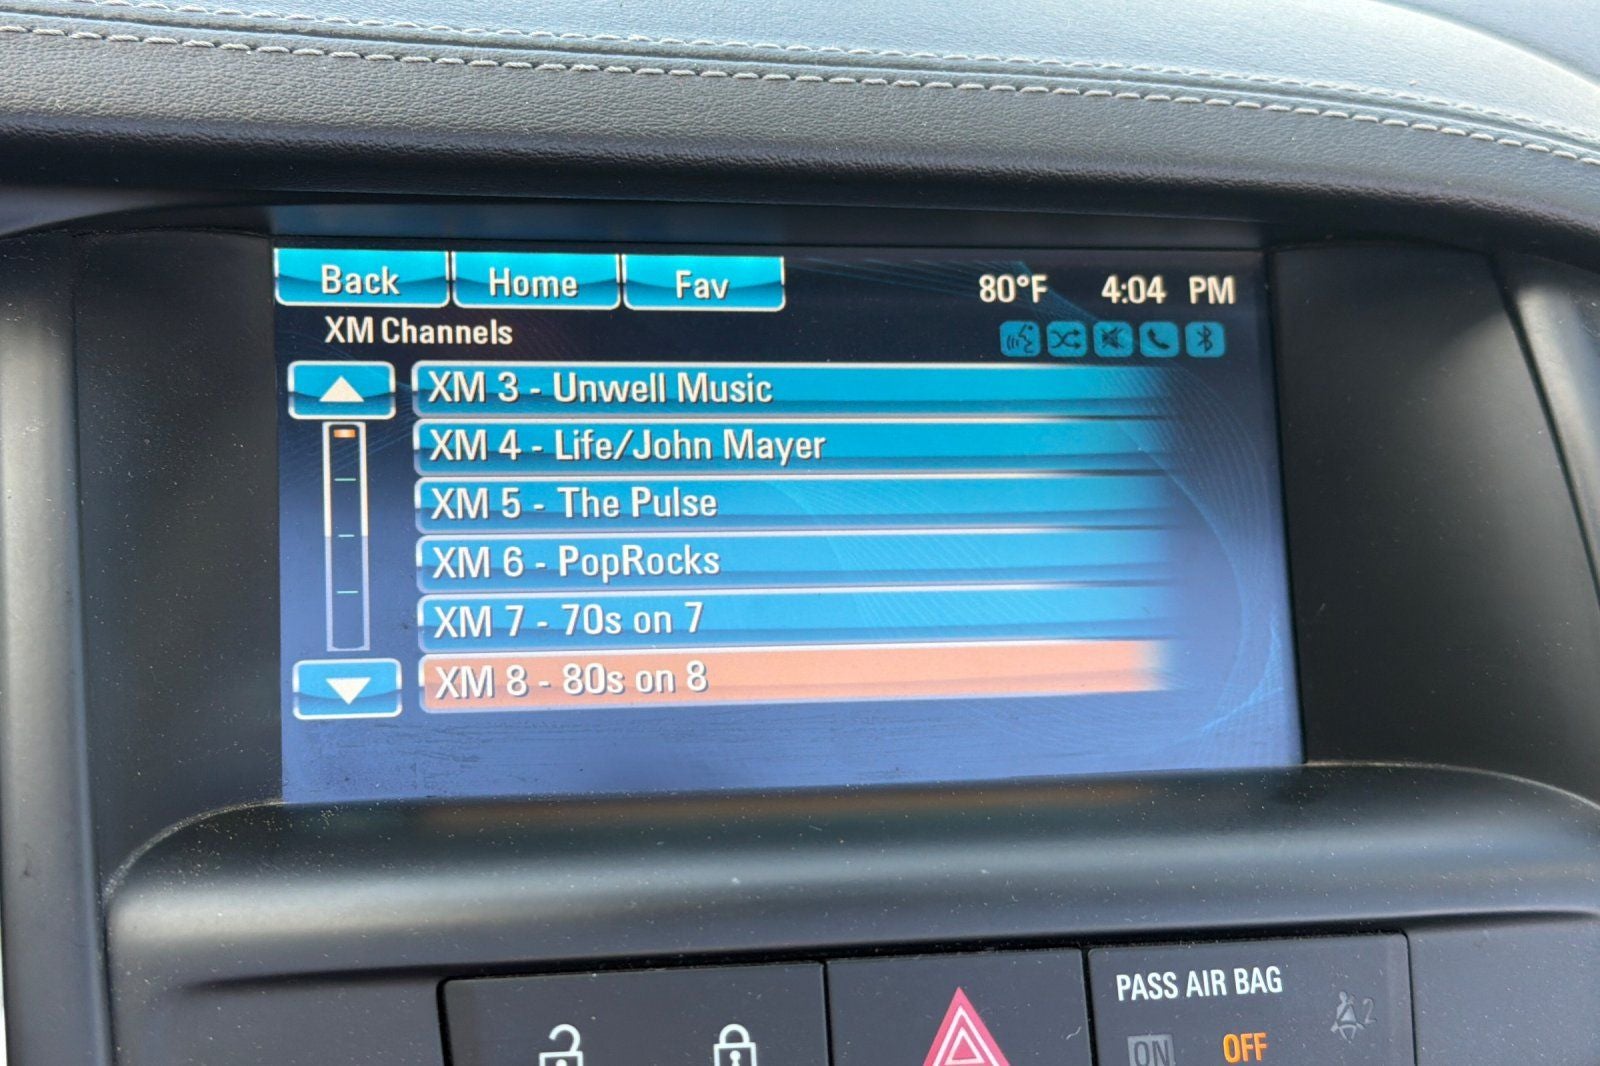 Back Home Fav 80°F 4:04 PM
XM Channels
XM 3 - Unwell Music
XM 4 - Life/John Mayer
XM 5 - The Pulse
XM 6 - PopRocks
XM 7 - 70s on 7
XM 8 - 80s on 8
PASS AIR BAG
2
ON OFF